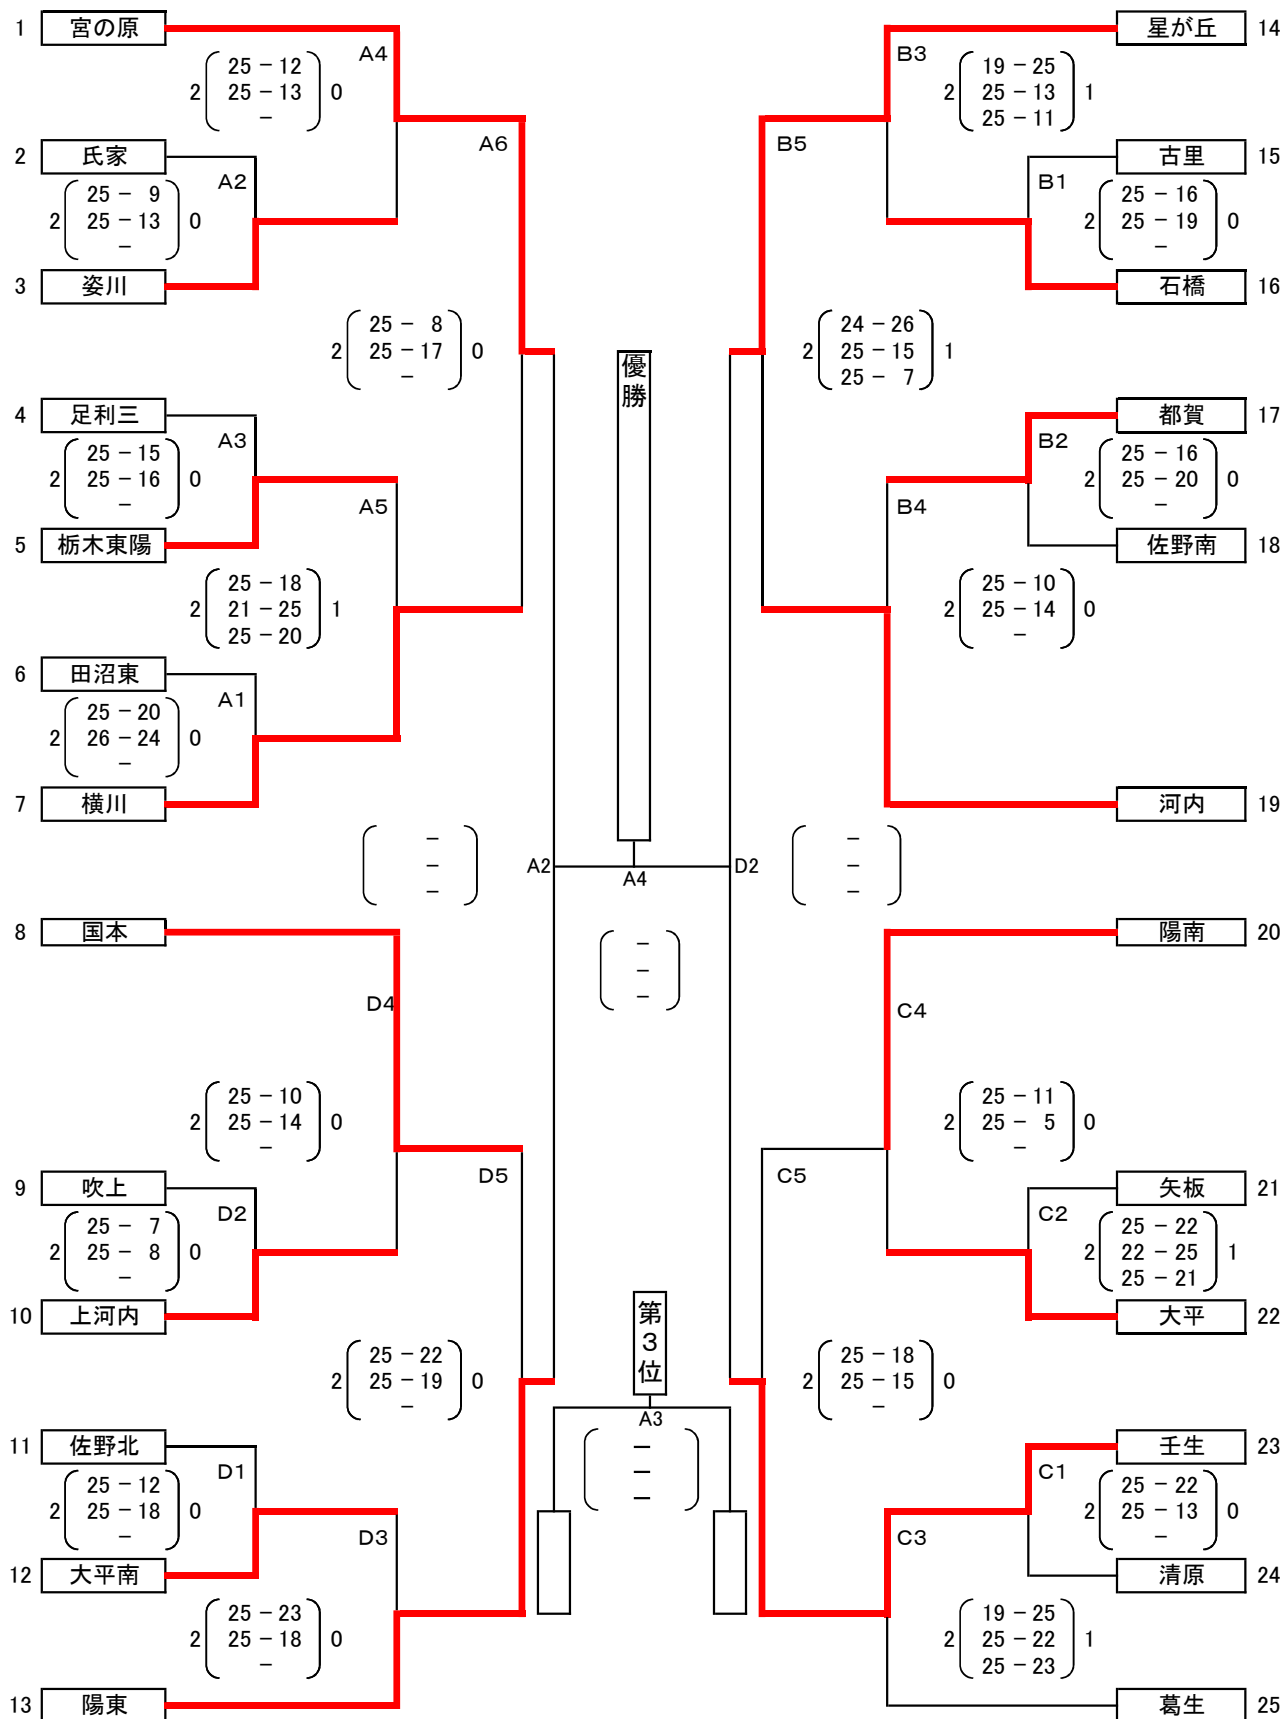 1 宮の原
A4
25 － 12
2 25 － 13 0
－
2 氏家
A2
25 － 9
2 25 － 13 0
－
3 姿川
A6
25 － 8
2 25 － 17 0
－
4 足利三
A3
25 － 15
2 25 － 16 0
－
5 栃木東陽
A5
25 － 18
2 21 － 25 1
25 － 20
6 田沼東
A1
25 － 20
2 26 － 24 0
－
7 横川
－
－
－
A2
8 国本
D4
25 － 10
2 25 － 14 0
－
9 吹上
D2
25 － 7
2 25 － 8 0
－
10 上河内
D5
25 － 22
2 25 － 19 0
－
11 佐野北
D1
25 － 12
2 25 － 18 0
－
12 大平南
D3
25 － 23
2 25 － 18 0
－
13 陽東
優勝
A4
－
－
－
第3位
A3
－
－
－
星が丘 14
B3
19 － 25
2 25 － 13 1
25 － 11
古里 15
B1
25 － 16
2 25 － 19 0
－
石橋 16
B5
24 － 26
2 25 － 15 1
25 － 7
都賀 17
B2
25 － 16
2 25 － 20 0
－
佐野南 18
B4
25 － 10
2 25 － 14 0
－
河内 19
D2
－
－
－
陽南 20
C4
25 － 11
2 25 － 5 0
－
矢板 21
C2
25 － 22
2 22 － 25 1
25 － 21
大平 22
C5
25 － 18
2 25 － 15 0
－
壬生 23
C1
25 － 22
2 25 － 13 0
－
清原 24
C3
19 － 25
2 25 － 22 1
25 － 23
葛生 25